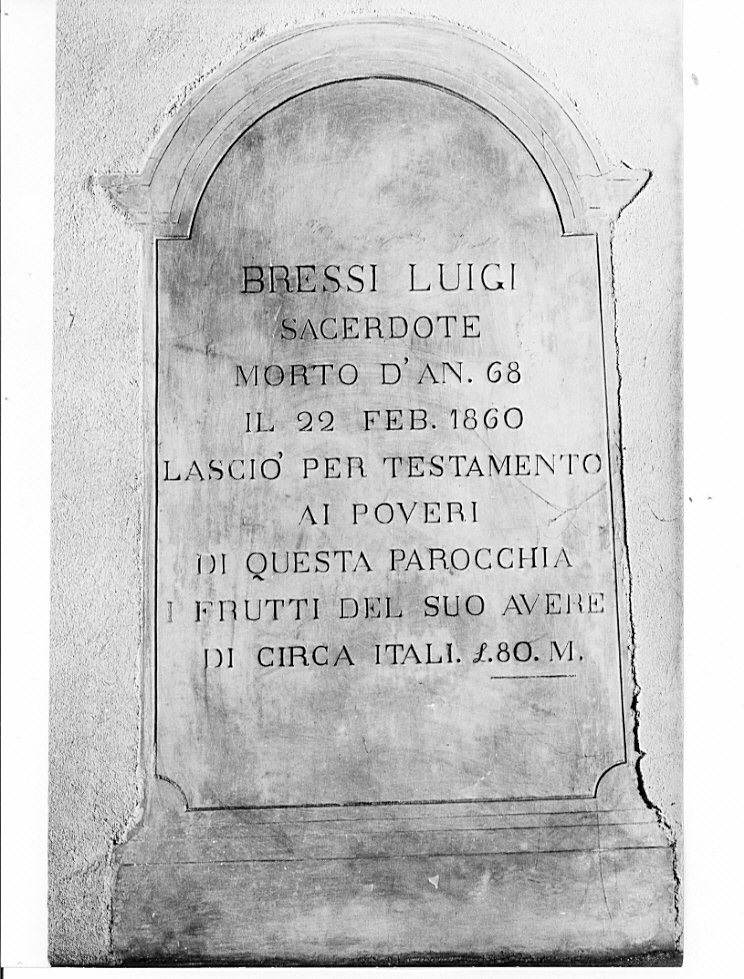 BRESSI LUIGI
SACERDOTE
MORTO D'AN. 68
IL 22 FEB. 1860
LASCIO' PER TESTAMENTO
AI POVERI
DI QUESTA PAROCCHIA
I FRUTTI DEL SUO AVERE
DI CIRCA ITALI. £.80. M.